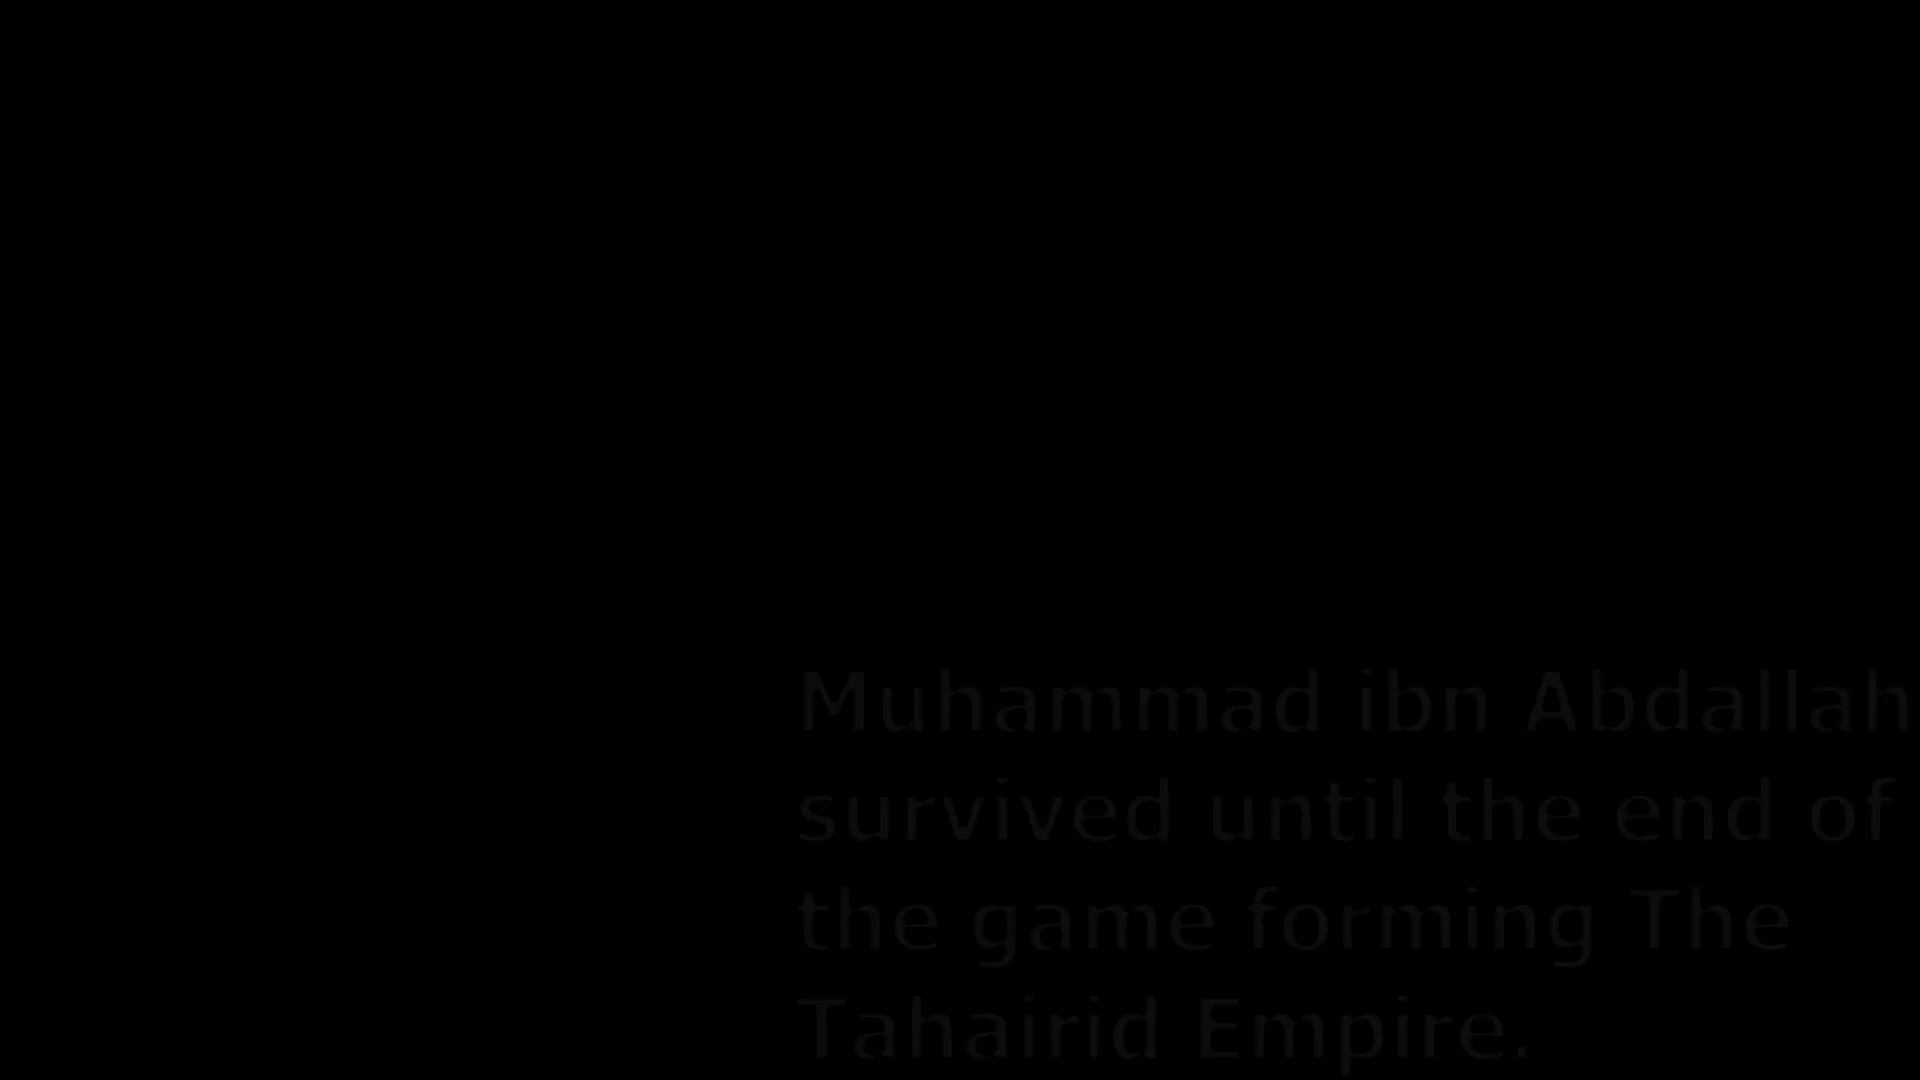 Muhammad ibn Abdallah
survived until the end of
the game forming The
Tahairid Empire.